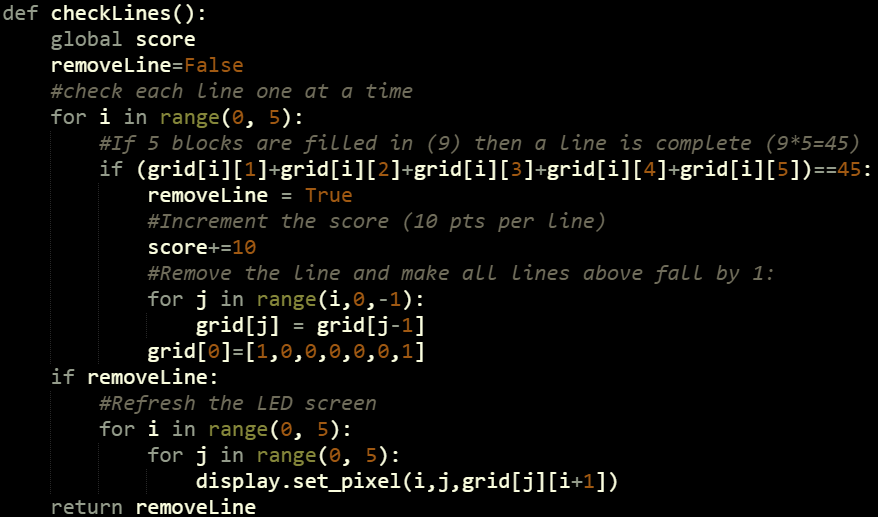 def checkLines():
    global score
    removeLine=False
    #check each line one at a time
    for i in range(0, 5):
        #If 5 blocks are filled in (9) then a line is complete (9*5=45)
        if (grid[i][1]+grid[i][2]+grid[i][3]+grid[i][4]+grid[i][5])==45:
            removeLine = True
            #Increment the score (10 pts per line)
            score+=10
            #Remove the line and make all lines above fall by 1:
            for j in range(i,0,-1):
                grid[j] = grid[j-1]
            grid[0]=[1,0,0,0,0,0,1]
    if removeLine:
        #Refresh the LED screen
        for i in range(0, 5):
            for j in range(0, 5):
                display.set_pixel(i,j,grid[j][i+1])
    return removeLine